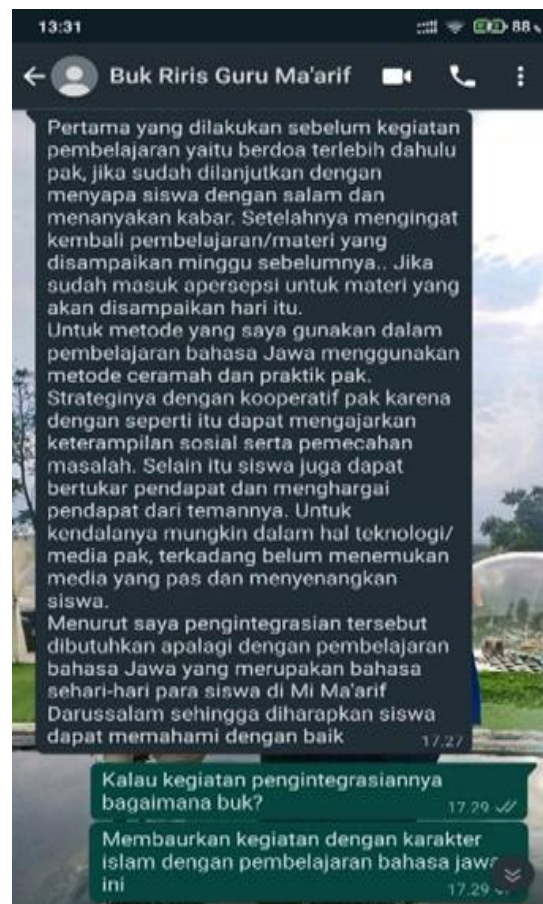 13:31
88
Buk Riris Guru Ma'arif
Pertama yang dilakukan sebelum kegiatan
pembelajaran yaitu berdoa terlebih dahulu
pak, jika sudah dilanjutkan dengan
menyapa siswa dengan salam dan
menanyakan kabar. Setelahnya mengingat
kembali pembelajaran/materi yang
disampaikan minggu sebelumnya.. Jika
sudah masuk apersepsi untuk materi yang
akan disampaikan hari itu.
Untuk metode yang saya gunakan dalam
pembelajaran bahasa Jawa menggunakan
metode ceramah dan praktik pak.
Strateginya dengan kooperatif pak karena
dengan seperti itu dapat mengajarkan
keterampilan sosial serta pemecahan
masalah. Selain itu siswa juga dapat
bertukar pendapat dan menghargai
pendapat dari temannya. Untuk
kendalanya mungkin dalam hal teknologi/
media pak, terkadang belum menemukan
media yang pas dan menyenangkan
siswa.
Menurut saya pengintegrasian tersebut
dibutuhkan apalagi dengan pembelajaran
bahasa Jawa yang merupakan bahasa
sehari-hari para siswa di Mi Ma'arif
Darussalam sehingga diharapkan siswa
dapat memahami dengan baik
17.27
Kalau kegiatan pengintegrasiannya
bagaimana buk?
17.29
Membaurkan kegiatan dengan karakter
islam dengan pembelajaran bahasa jawa
ini
17.29